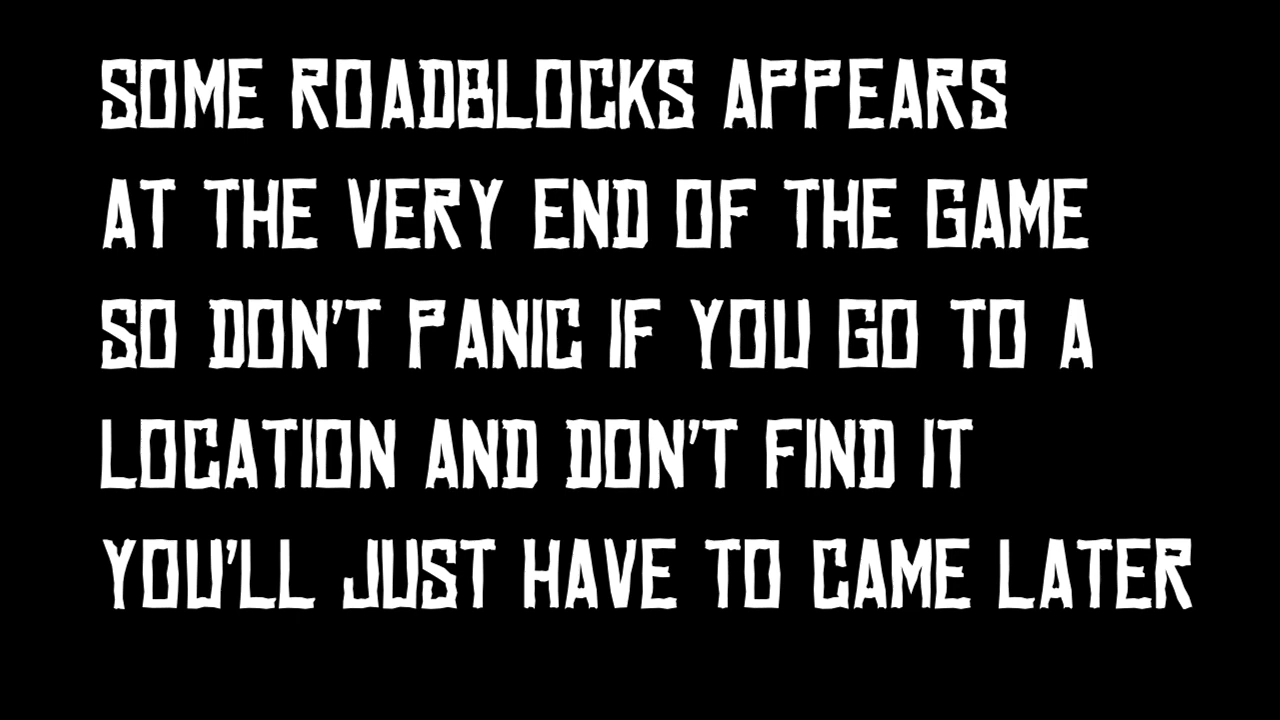 SOME ROADBLOCKS APPEARS
AT THE VERY END OF THE GAME
SO DON'T PANIC IF YOU GO TO A
LOCATION AND DON'T FIND IT
YOU'LL JUST HAVE TO CAME LATER